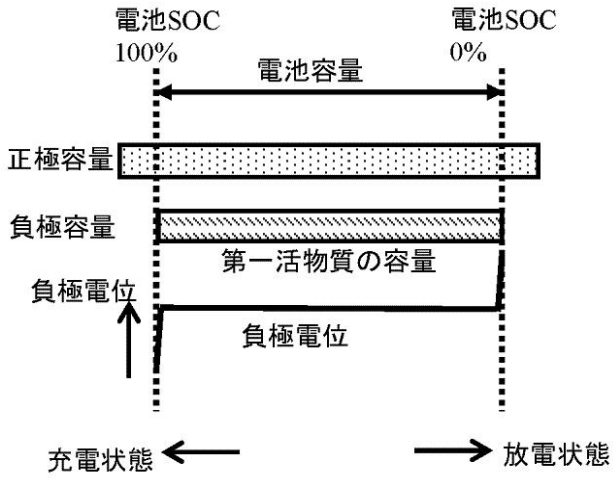 電池SOC
100%
電池SOC
0%
電池容量
正極容量
負極容量
第一活物質の容量
負極電位
負極電位
充電状態
放電状態